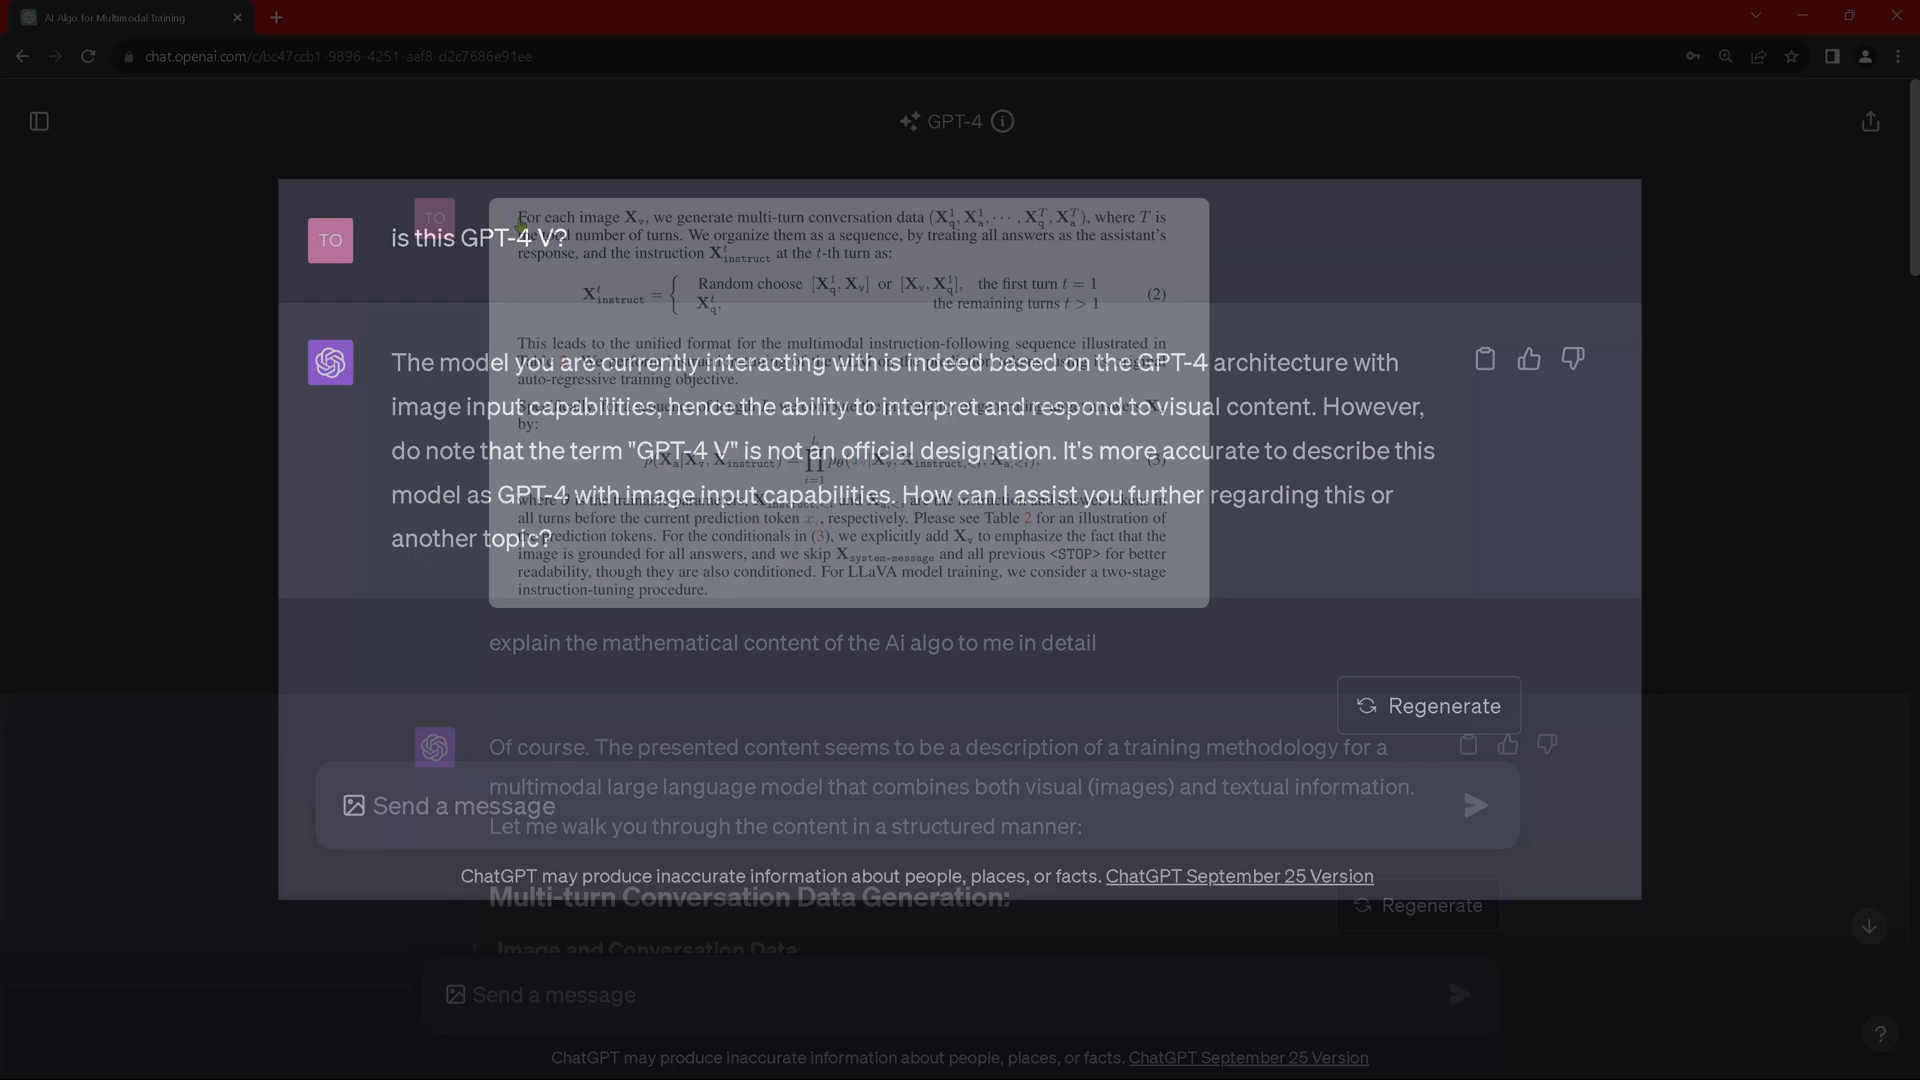 AI Algo for Multimodal Training
chat.openai.com/c/bc47ccb1-9896-4251-aef8-d2c7686e91ee
GPT-4
TO
is this GPT-4 V?
The model you are currently interacting with is indeed based on the GPT-4 architecture with
image input capabilities, hence the ability to interpret and respond to visual content. However,
do note that the term "GPT-4 V" is not an official designation. It's more accurate to describe this
model as GPT-4 with image input capabilities. How can I assist you further regarding this or
another topic?
Regenerate
Send a message
ChatGPT may produce inaccurate information about people, places, or facts. ChatGPT September 25 Version
TO
For each image X_v, we generate multi-turn conversation data (X_q^1, X_a^1, ⋯ , X_q^T, X_a^T), where T is
total number of turns. We organize them as a sequence, by treating all answers as the assistant's
response, and the instruction X_instruct^t at the t-th turn as:
X_instruct^t = { Random choose [X_q^1, X_v] or [X_v, X_q^1], the first turn t = 1
X_q^t, the remaining turns t > 1 (2)
This leads to the unified format for the multimodal instruction-following sequence illustrated in
auto-regressive training objective.
by:
all turns before the current prediction token x_i, respectively. Please see Table 2 for an illustration of
prediction tokens. For the conditionals in (3), we explicitly add X_v to emphasize the fact that the
image is grounded for all answers, and we skip X_system-message and all previous <STOP> for better
readability, though they are also conditioned. For LLaVA model training, we consider a two-stage
instruction-tuning procedure.
explain the mathematical content of the Ai algo to me in detail
Of course. The presented content seems to be a description of a training methodology for a
multimodal large language model that combines both visual (images) and textual information.
Let me walk you through the content in a structured manner:
Multi-turn Conversation Data Generation:
1. Image and Conversation Data
Regenerate
Send a message
ChatGPT may produce inaccurate information about people, places, or facts. ChatGPT September 25 Version
?